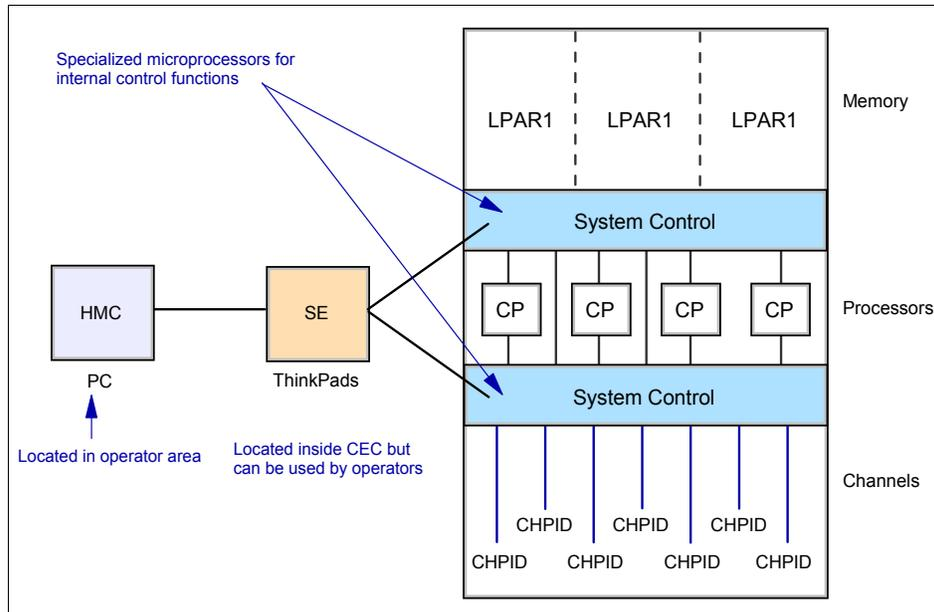 Specialized microprocessors for
internal control functions
Memory
LPAR1 LPAR1 LPAR1
System Control
HMC
SE
CP CP CP CP
Processors
PC
ThinkPads
System Control
Located in operator area
Located inside CEC but
can be used by operators
Channels
CHPID CHPID CHPID
CHPID CHPID CHPID CHPID